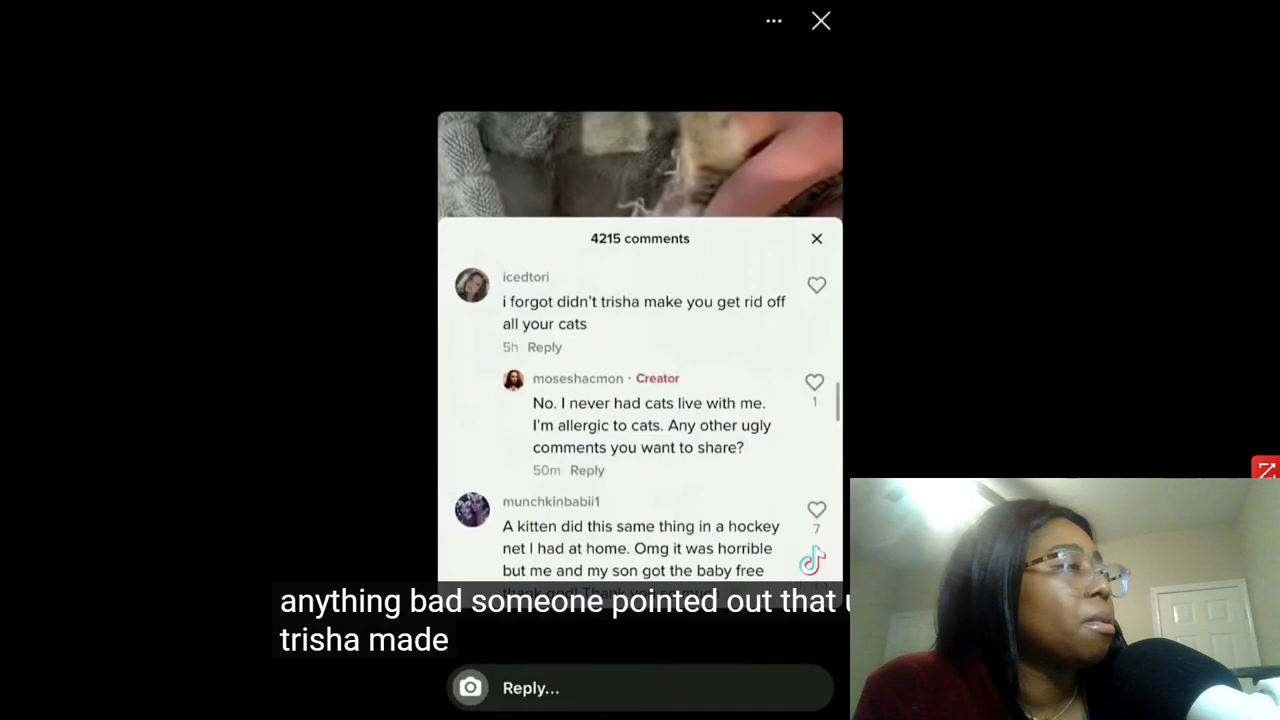 4215 comments
icedtori
i forgot didn't trisha make you get rid off
all your cats
5h Reply
moseshacmon · Creator
No. I never had cats live with me.
I'm allergic to cats. Any other ugly
comments you want to share?
1
50m Reply
munchkinbabii1
A kitten did this same thing in a hockey
net I had at home. Omg it was horrible
but me and my son got the baby free
7
anything bad someone pointed out that
trisha made
Reply...